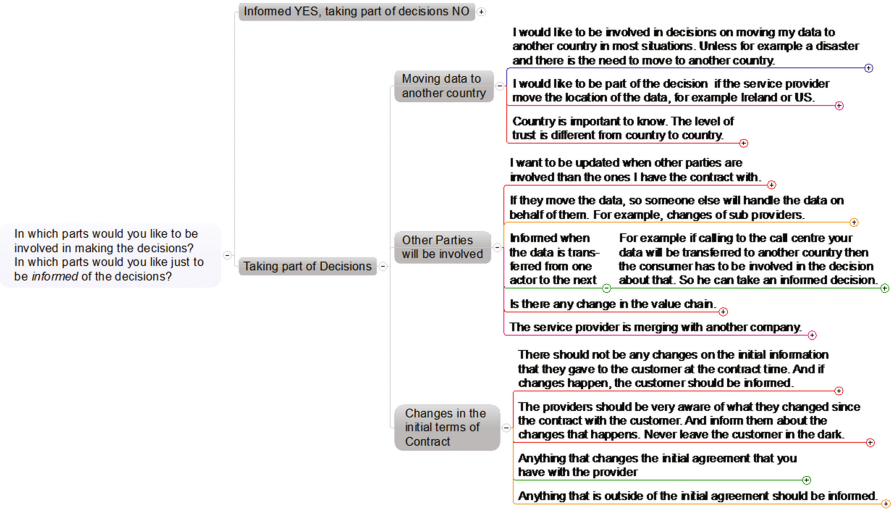 Informed YES, taking part of decisions NO
I would like to be involved in decisions on moving my data to
another country in most situations. Unless for example a disaster
and there is the need to move to another country.
Moving data to
another country
I would like to be part of the decision if the service provider
move the location of the data, for example Ireland or US.
Country is important to know. The level of
trust is different from country to country.
I want to be updated when other parties are
involved than the ones I have the contract with.
If they move the data, so someone else will handle the data on
behalf of them. For example, changes of sub providers.
In which parts would you like to be
involved in making the decisions?
In which parts would you like just to
be informed of the decisions?
Taking part of Decisions
Other Parties
will be involved
Informed when
the data is trans-
ferred from one
actor to the next
For example if calling to the call centre your
data will be transferred to another country then
the consumer has to be involved in the decision
about that. So he can take an informed decision.
Is there any change in the value chain.
The service provider is merging with another company.
There should not be any changes on the initial information
that they gave to the customer at the contract time. And if
changes happen, the customer should be informed.
Changes in the
initial terms of
Contract
The providers should be very aware of what they changed since
the contract with the customer. And inform them about the
changes that happens. Never leave the customer in the dark.
Anything that changes the initial agreement that you
have with the provider
Anything that is outside of the initial agreement should be informed.